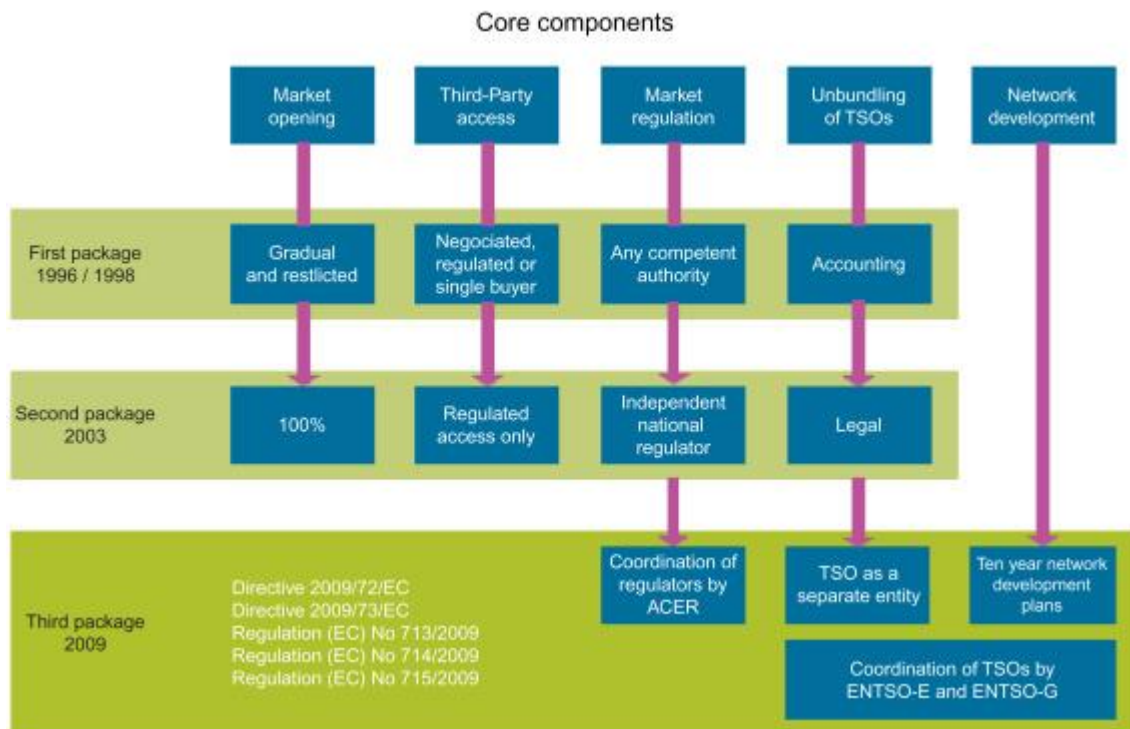 Core components
Market
opening
Third-Party
access
Market
regulation
Unbundling
of TSOs
Network
development
First package
1996 / 1998
Gradual
and restlicted
Negociated,
regulated or
single buyer
Any competent
authority
Accounting
Second package
2003
100%
Regulated
access only
Independent
national
regulator
Legal
Third package
2009
Directive 2009/72/EC
Directive 2009/73/EC
Regulation (EC) No 713/2009
Regulation (EC) No 714/2009
Regulation (EC) No 715/2009
Coordination of
regulators by
ACER
TSO as a
separate entity
Ten year network
development
plans
Coordination of TSOs by
ENTSO-E and ENTSO-G